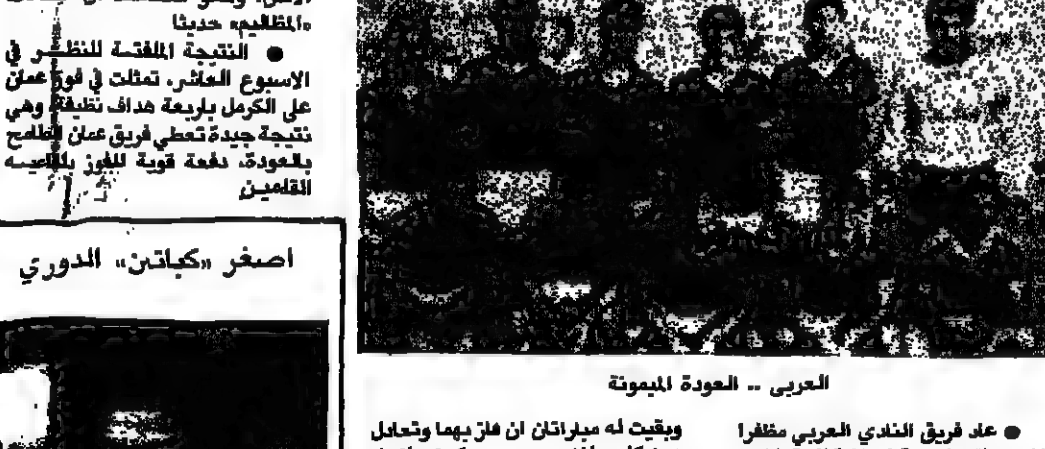 «المظاليم» حديثا
● النتيجة الملفتة للنظر في
الاسبوع العاشر، تمثلت في فوز عمان
على الكرمل باربعة هداف نظيفة وهي
نتيجة جيدة تعطي فريق عمان الطامح
بالعودة، دفعة قوية للفوز بلقاءيه
القادمين
اصغر «كباتن» الدوري
العربي .. العودة الميمونة
● عاد فريق النادي العربي مظفرا
وبقيت له مباراتان ان فاز بهما وتعادل